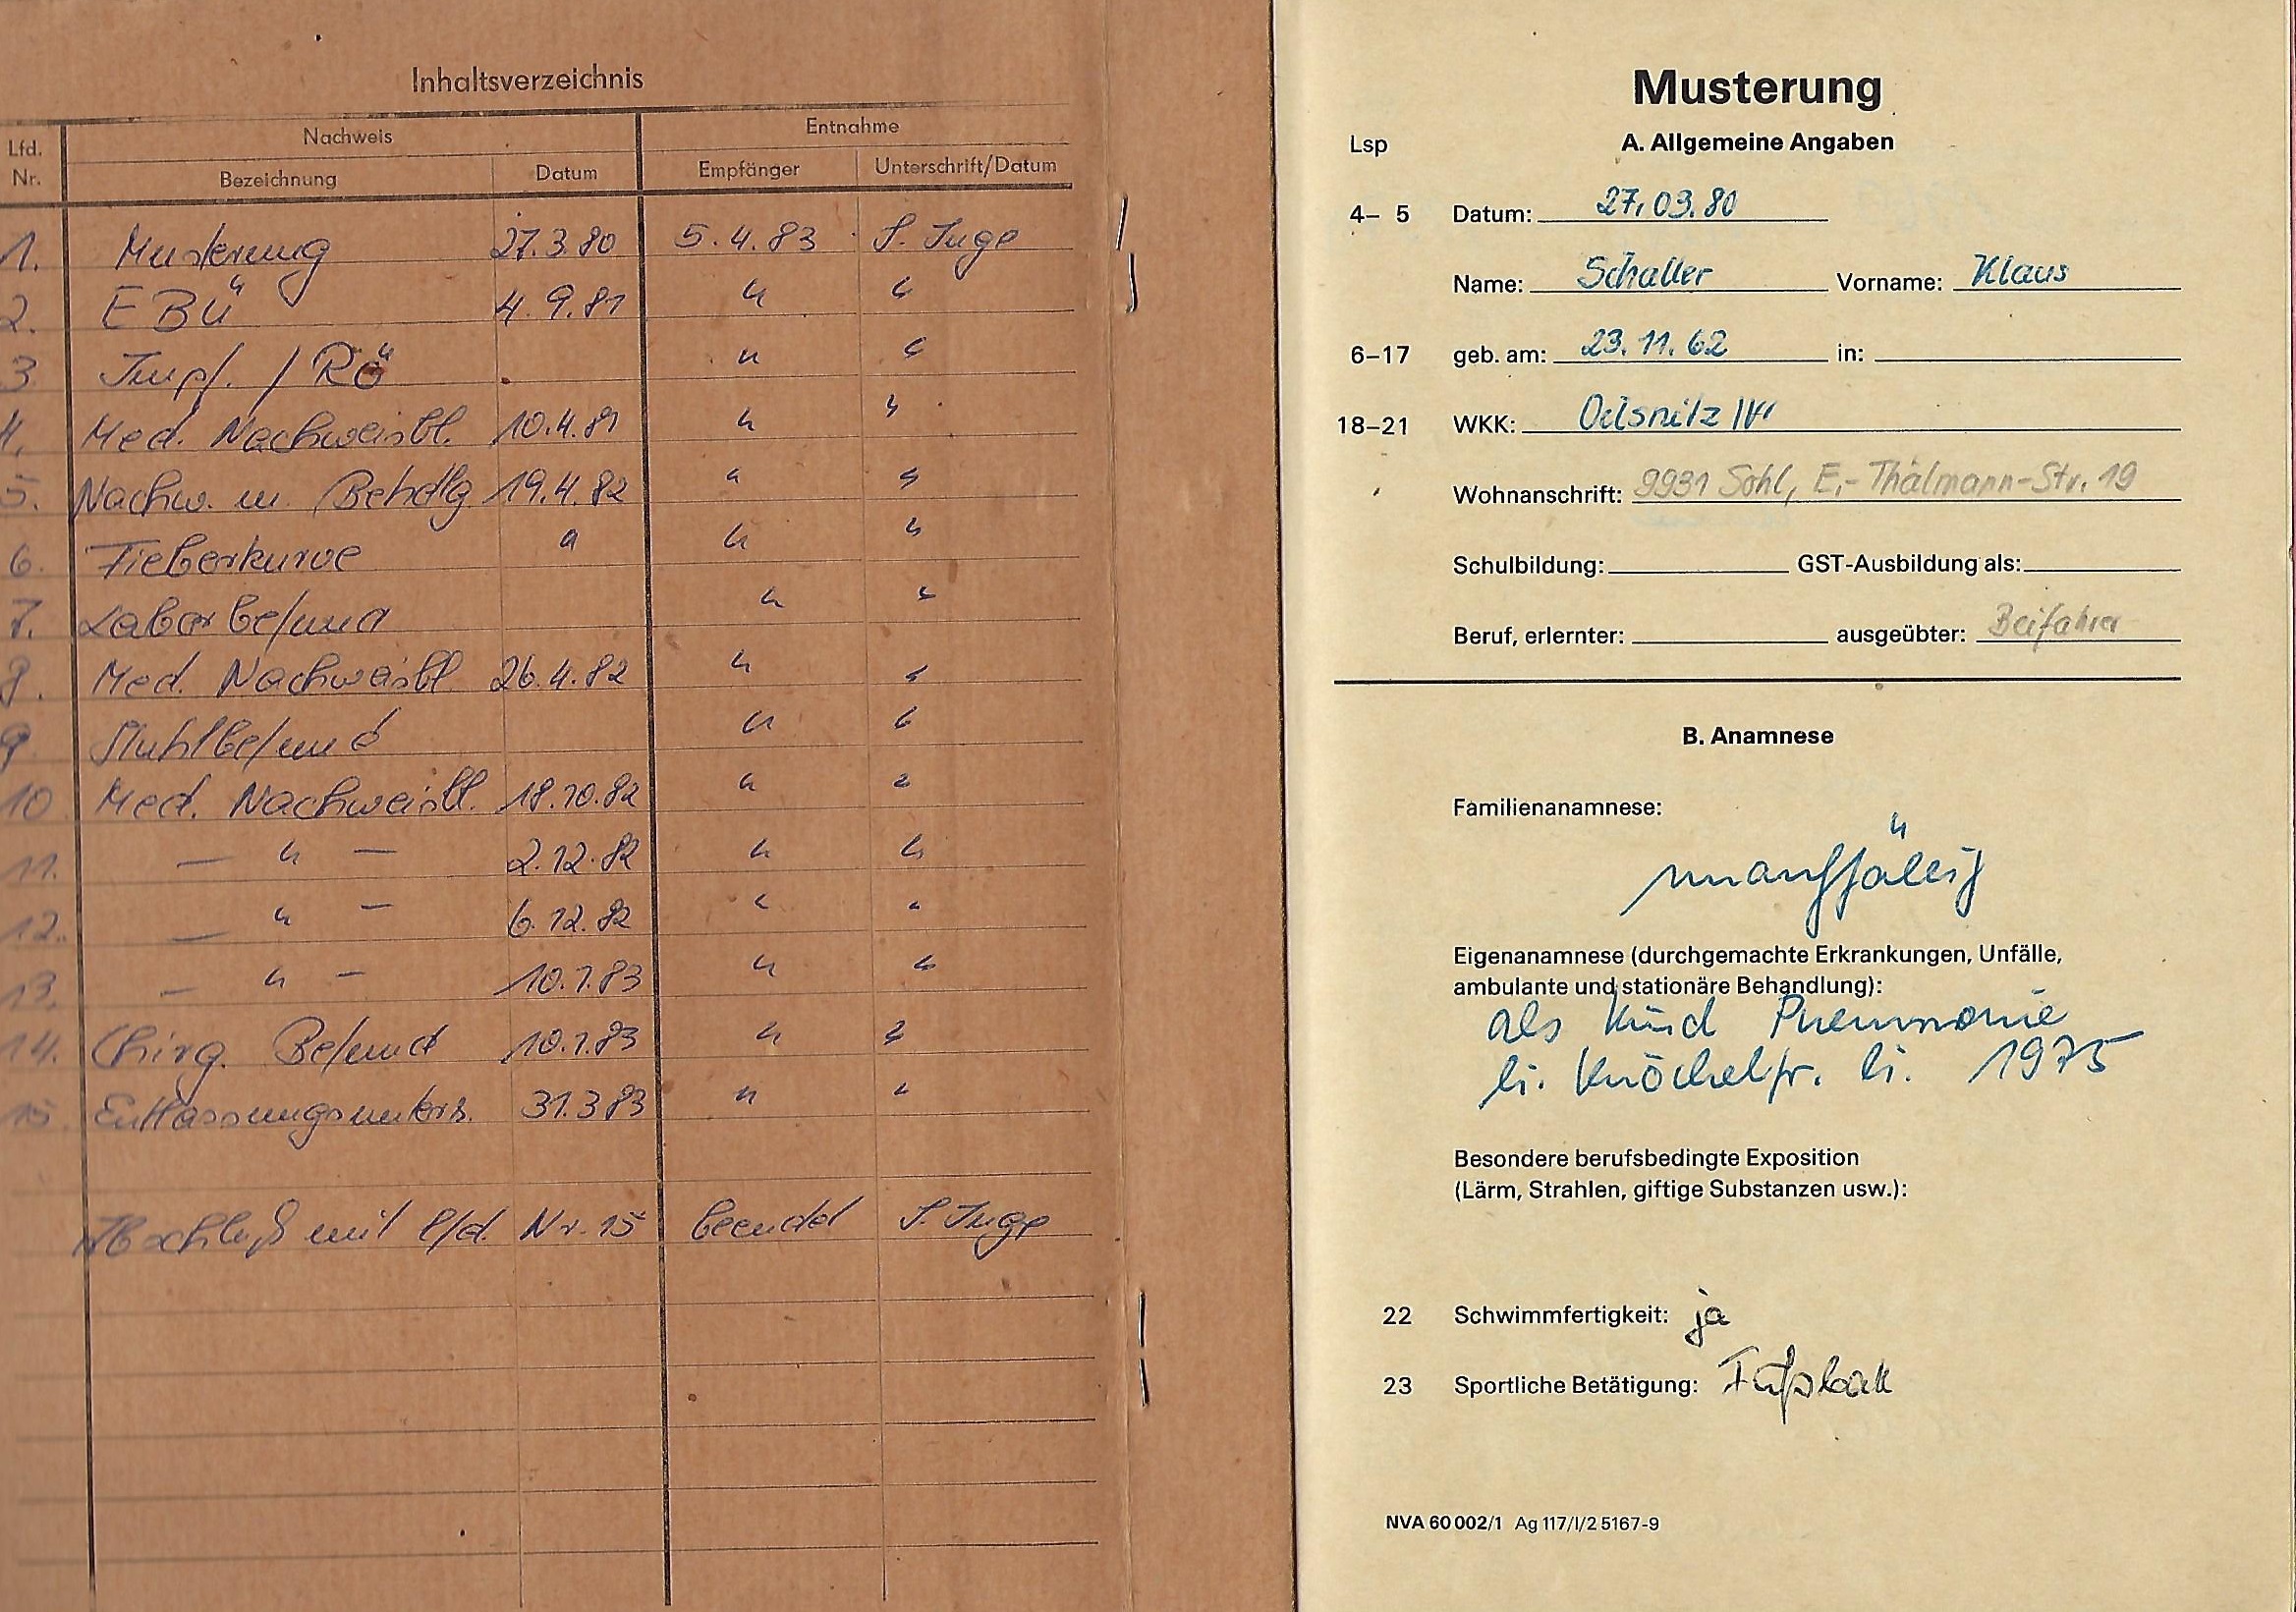 Inhaltsverzeichnis
Lfd. Nr. Nachweis Entnahme
Bezeichnung Datum Empfänger Unterschrift/Datum
1. Musterung 27.3.80 5.4.83 S. Juge
2. EBU 4.9.81 " "
3 Impf. / Rö " "
4. Med. Nachweisbl. 10.4.81 " "
5. Nachw. m. Behdlg 19.4.82 " "
6. Fieberkurve " " "
7. Laborbefund " "
8. Med. Nachweisbl 26.4.82 " "
9 Stuhlbefund " "
10 Med. Nachweisbl. 18.10.82 " "
11. — " — 2.12.82 " "
12. — " — 6.12.82 " "
13. — " — 10.1.83 " "
14. Chirg. Befund 10.1.83 " "
15. Entlassungsunters. 31.3.83 " "
Abschluß mit lfd. Nr. 15 beendet S. Juge
Musterung
Lsp A. Allgemeine Angaben
4– 5 Datum: 27.03.80
Name: Schaller Vorname: Klaus
6–17 geb. am: 23.11.62 in:
18–21 WKK: Oelsnitz /V
Wohnanschrift: 9931 Sohl, E.-Thälmann-Str. 19
Schulbildung: GST-Ausbildung als:
Beruf, erlernter: ausgeübter: Beifahrer
B. Anamnese
Familienanamnese:
unauffällig
Eigenanamnese (durchgemachte Erkrankungen, Unfälle,
ambulante und stationäre Behandlung):
als Kind Pneumonie
li. Knöchelfr. li. 1975
Besondere berufsbedingte Exposition
(Lärm, Strahlen, giftige Substanzen usw.):
22 Schwimmfertigkeit: ja
23 Sportliche Betätigung: Fußball
NVA 60 002/1 Ag 117/I/2 5167-9